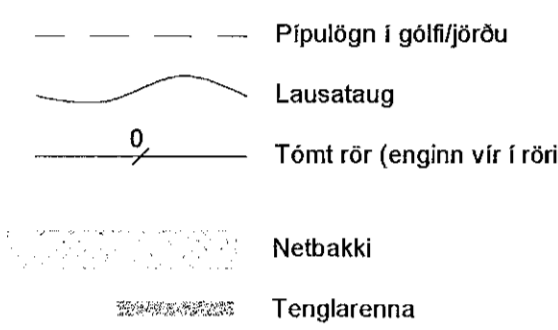 Pípulögn í gólfi/jörðu
Lausataug
0
Tómt rör (enginn vír í röri
Netbakki
Tenglarenna